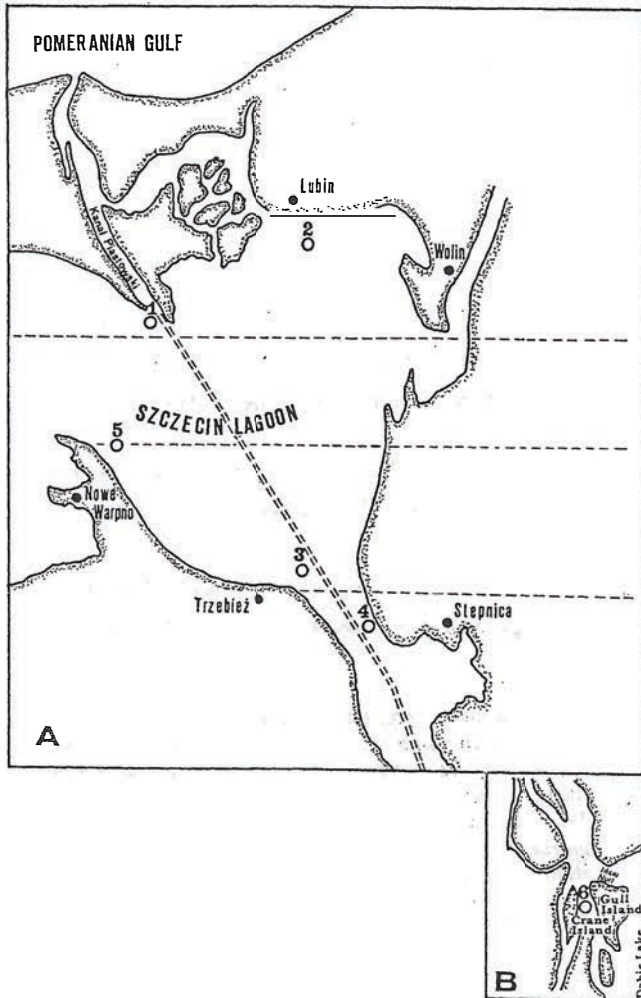 POMERANIAN GULF
Lubin
2
Wolin
Kanał Piastowski
1
SZCZECIN LAGOON
5
Nowe
Warpno
3
Trzebież
4
Stepnica
A
6
Gull
Island
Crane
Island
B